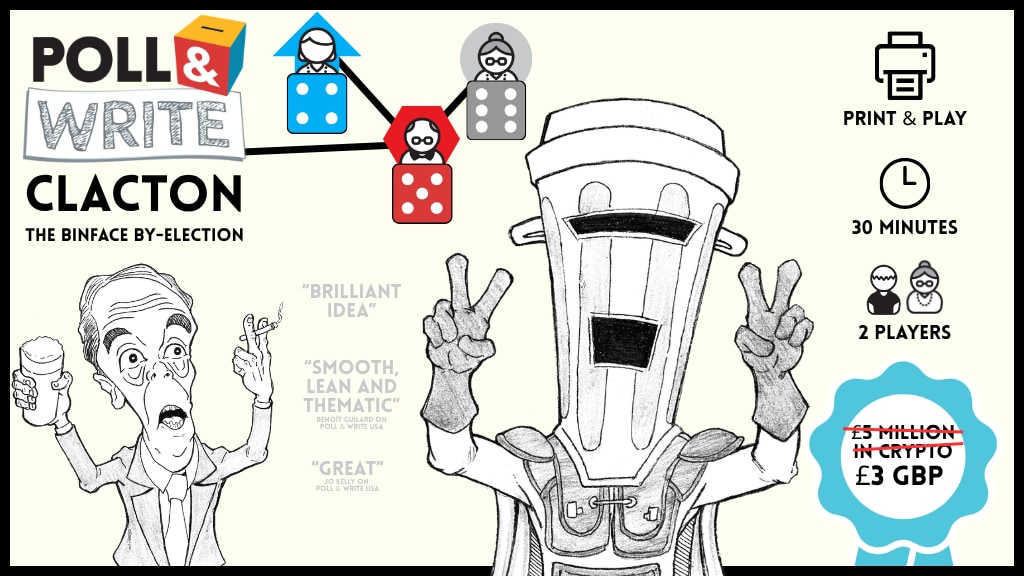 POLL &
WRITE
CLACTON
THE BINFACE BY-ELECTION
"BRILLIANT
IDEA"
"SMOOTH,
LEAN AND
THEMATIC"
BENOÎT GUILARD ON
POLL & WRITE USA
"GREAT"
JO KELLY ON
POLL & WRITE USA
PRINT & PLAY
30 MINUTES
2 PLAYERS
£5 MILLION
IN CRYPTO
£3 GBP